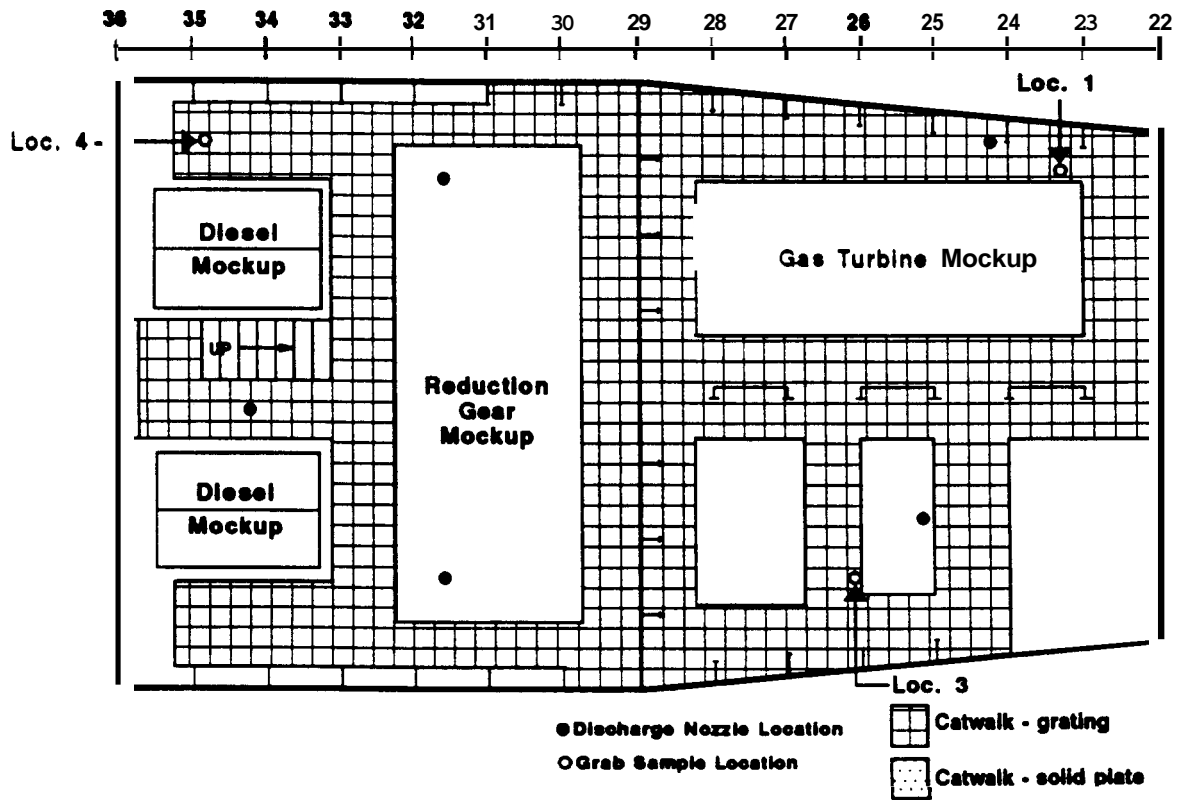 36 35 34 33 32 31 30 29 28 27 26 25 24 23 22
Loc. 1
Loc. 4 -
Diesel
Mockup
Gas Turbine Mockup
UP
Reduction
Gear
Mockup
Diesel
Mockup
Loc. 3
Discharge Nozzle Location
Catwalk - grating
Grab Sample Location
Catwalk - solid plate